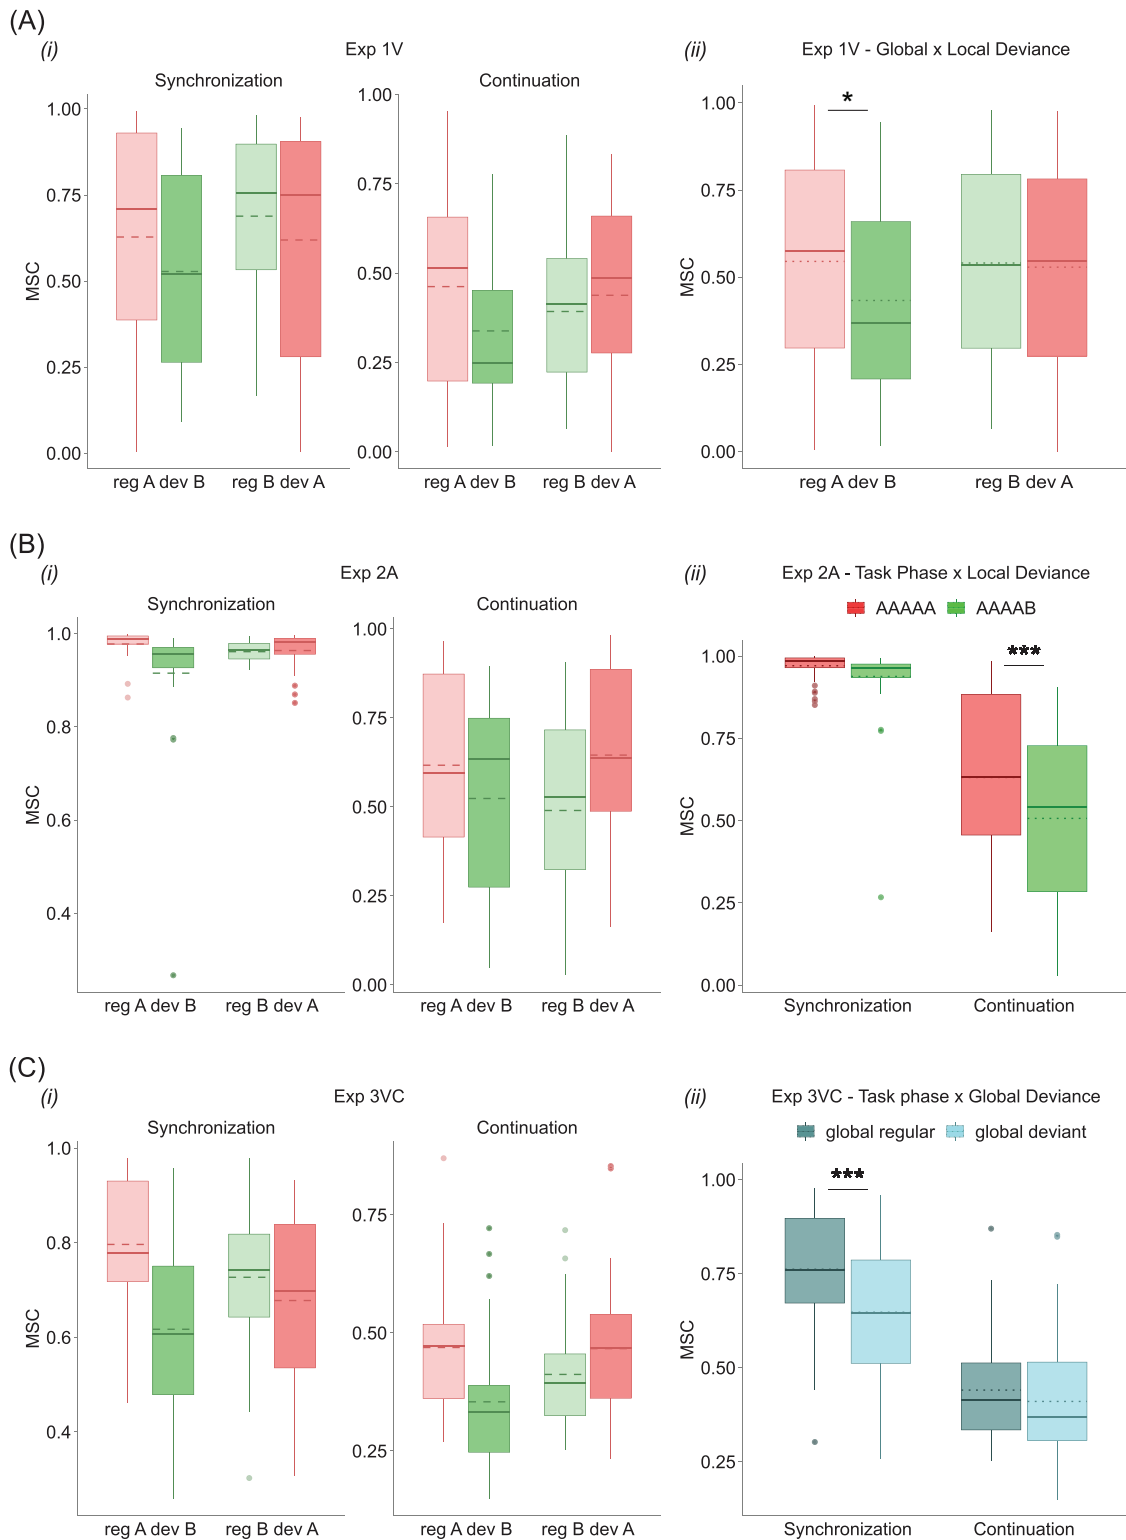 (A)
(i)
Exp 1V
(ii)
Exp 1V - Global x Local Deviance
Synchronization
Continuation
MSC
1.00
0.75
0.50
0.25
0.00
reg A dev B
reg B dev A
1.00
0.75
0.50
0.25
0.00
reg A dev B
reg B dev A
MSC
1.00
0.75
0.50
0.25
0.00
*
reg A dev B
reg B dev A
(B)
(i)
Exp 2A
(ii)
Exp 2A - Task Phase x Local Deviance
Synchronization
Continuation
AAAAA
AAAAB
MSC
1.0
0.8
0.6
0.4
reg A dev B
reg B dev A
1.00
0.75
0.50
0.25
0.00
reg A dev B
reg B dev A
MSC
1.00
0.75
0.50
0.25
0.00
***
Synchronization
Continuation
(C)
(i)
Exp 3VC
(ii)
Exp 3VC - Task phase x Global Deviance
Synchronization
Continuation
global regular
global deviant
MSC
1.0
0.8
0.6
0.4
reg A dev B
reg B dev A
0.75
0.50
0.25
reg A dev B
reg B dev A
MSC
1.00
0.75
0.50
0.25
***
Synchronization
Continuation